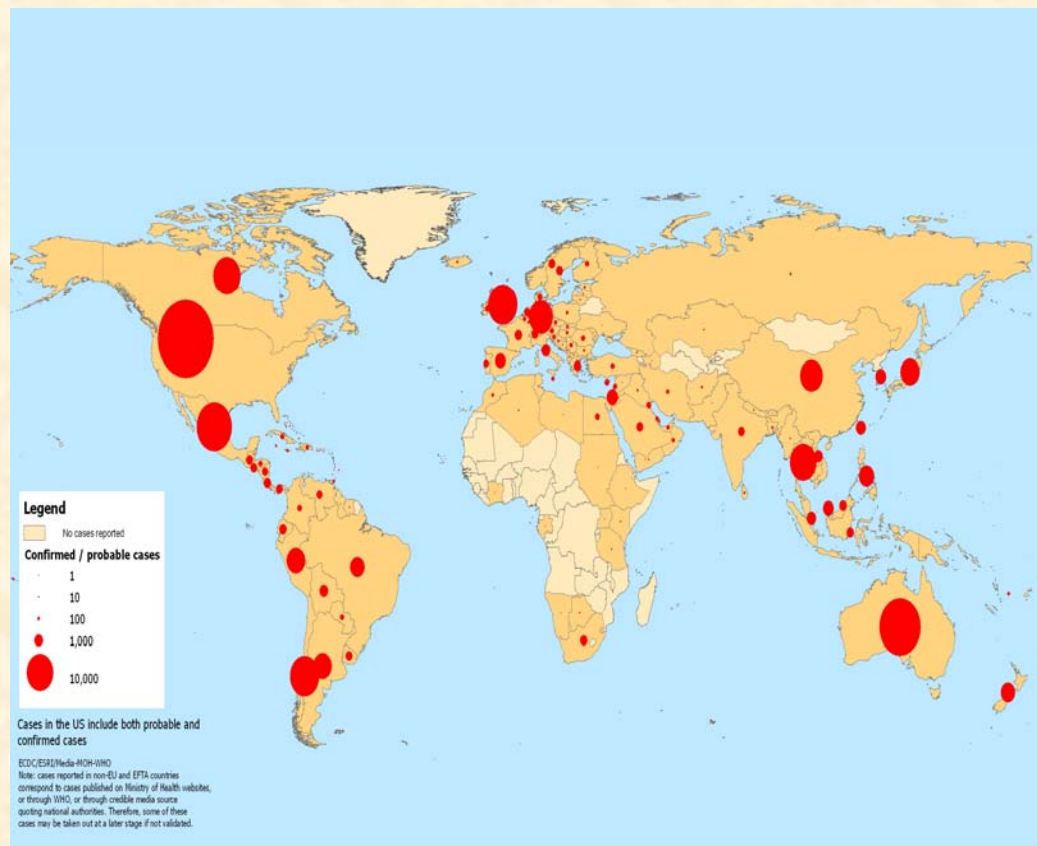 Legend
No cases reported
Confirmed / probable cases
1
10
100
1,000
10,000
Cases in the US include both probable and
confirmed cases
ECDC/ESRI/Media-MOH-WHO
Note: cases reported in non-EU and EFTA countries
correspond to cases published on Ministry of Health websites,
or through WHO, or through credible media source
quoting national authorities. Therefore, some of these
cases may be taken out at a later stage if not validated.